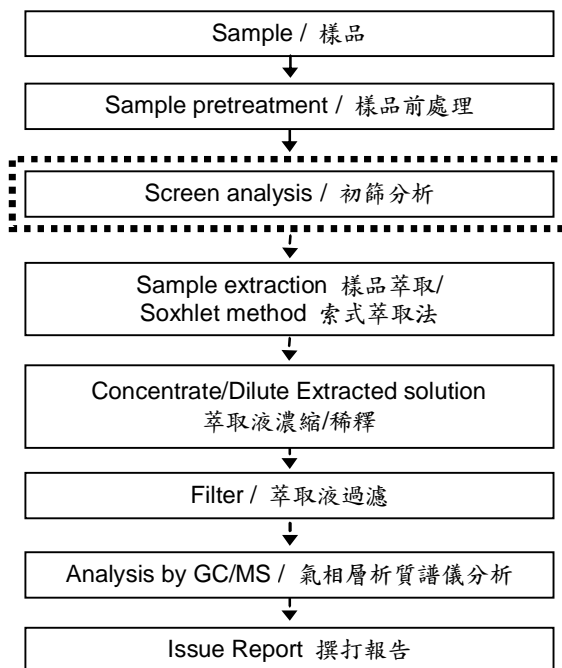 Sample / 樣品
Sample pretreatment / 樣品前處理
Screen analysis / 初篩分析
Sample extraction 樣品萃取/
Soxhlet method 索式萃取法
Concentrate/Dilute Extracted solution
萃取液濃縮/稀釋
Filter / 萃取液過濾
Analysis by GC/MS / 氣相層析質譜儀分析
Issue Report 撰打報告